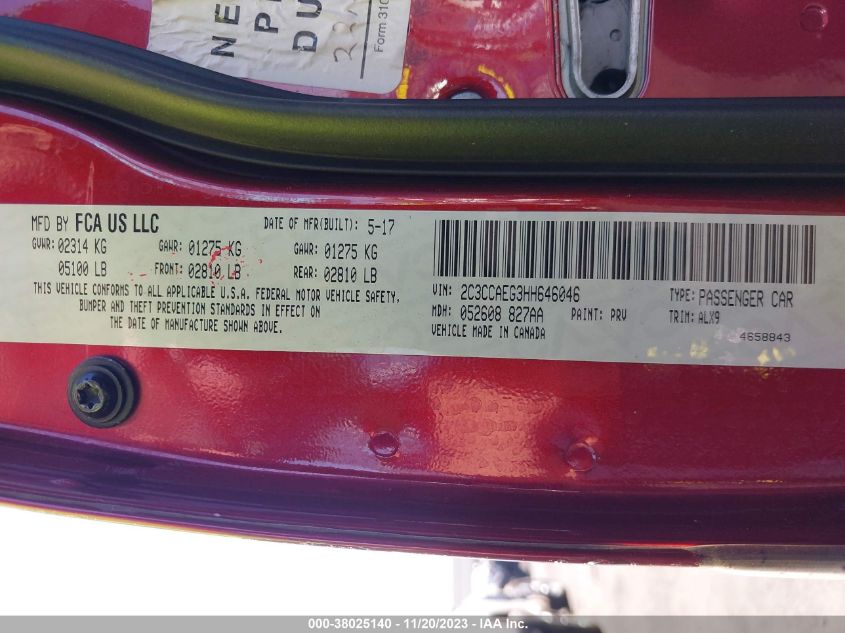 NE
P
DU
Form 310
MFD BY FCA US LLC
DATE OF MFR(BUILT): 5-17
GVWR: 02314 KG
GAWR: 01275 KG
GAWR: 01275 KG
05100 LB
FRONT: 02810 LB
REAR: 02810 LB
THIS VEHICLE CONFORMS TO ALL APPLICABLE U.S.A. FEDERAL MOTOR VEHICLE SAFETY,
BUMPER AND THEFT PREVENTION STANDARDS IN EFFECT ON
THE DATE OF MANUFACTURE SHOWN ABOVE.
VIN: 2C3CCAEG3HH646046
TYPE: PASSENGER CAR
MDH: 052608 827AA
PAINT: PRV
TRIM: ALX9
VEHICLE MADE IN CANADA
4658843
000-38025140 - 11/20/2023 - IAA Inc.